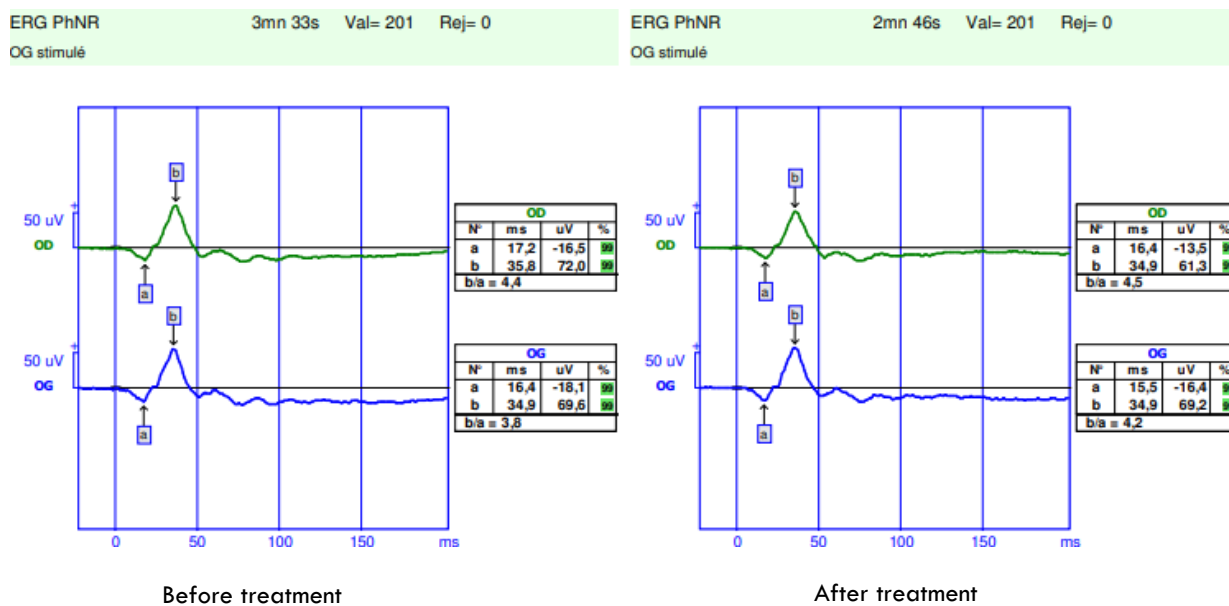 ERG PhNR 3mn 33s Val= 201 Rej= 0
OG stimulé
b
50 uV
+
OD
a
OD
N° ms uV %
a 17,2 -16,5 99
b 35,8 72,0 99
b/a = 4,4
b
50 uV
+
OG
a
OG
N° ms uV %
a 16,4 -18,1 99
b 34,9 69,6 99
b/a = 3,8
0 50 100 150 ms
Before treatment
ERG PhNR 2mn 46s Val= 201 Rej= 0
OG stimulé
b
50 uV
+
OD
a
OD
N° ms uV %
a 16,4 -13,5
b 34,9 61,3
b/a = 4,5
b
50 uV
+
OG
a
OG
N° ms uV %
a 15,5 -16,4
b 34,9 69,2
b/a = 4,2
0 50 100 150 ms
After treatment